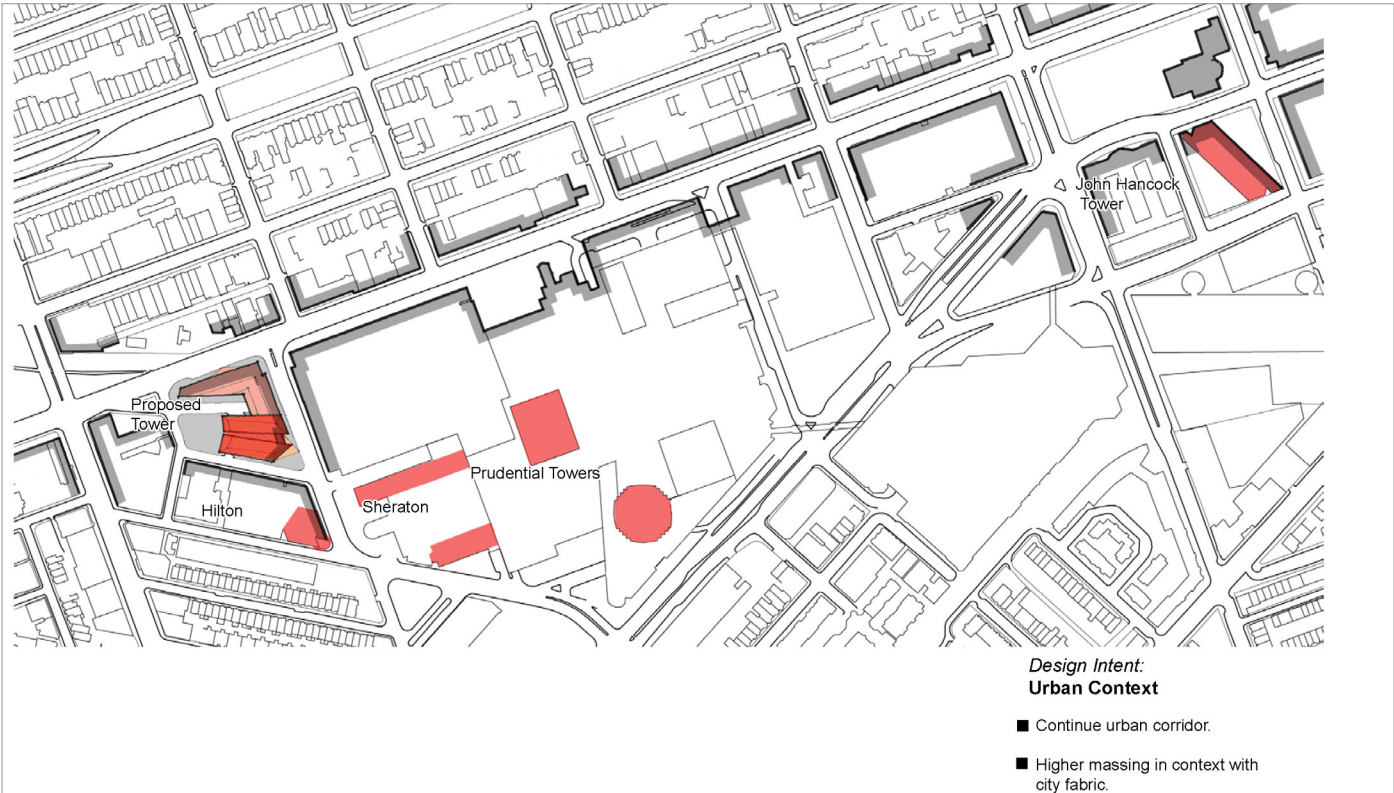 John Hancock
Tower
Proposed
Tower
Prudential Towers
Sheraton
Hilton
Design Intent:
Urban Context
Continue urban corridor.
Higher massing in context with
city fabric.